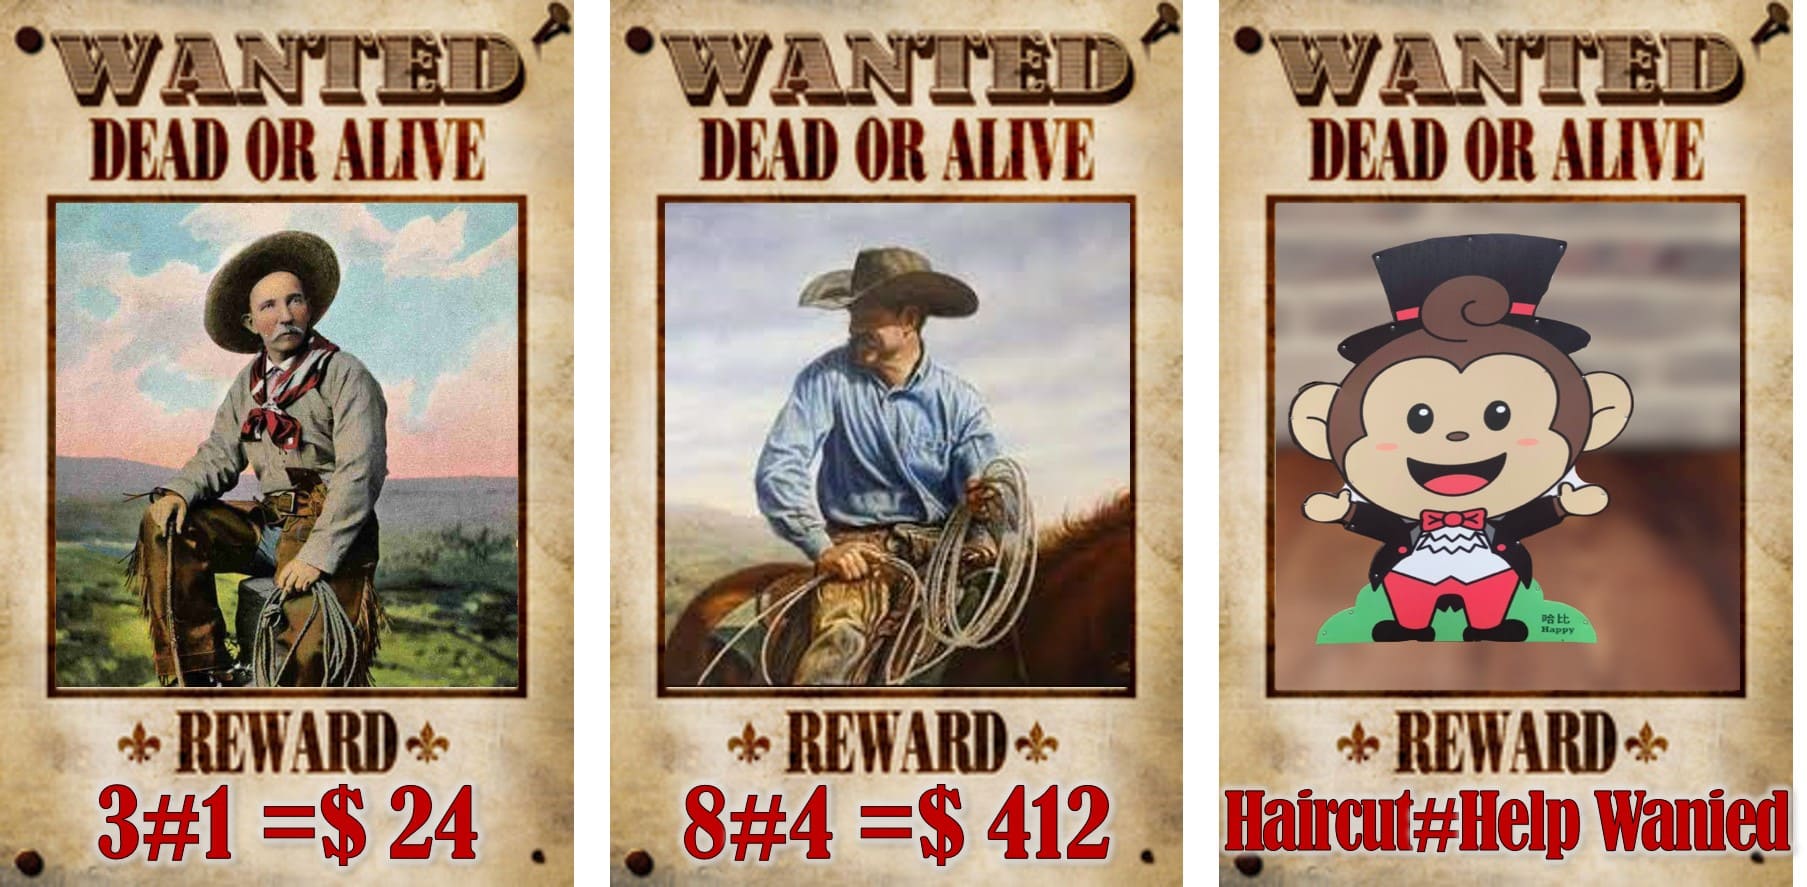 WANTED
DEAD OR ALIVE
REWARD
3#1 =$ 24
WANTED
DEAD OR ALIVE
REWARD
8#4 =$ 412
WANTED
DEAD OR ALIVE
哈比
Happy
REWARD
Haircut#Help Wanied